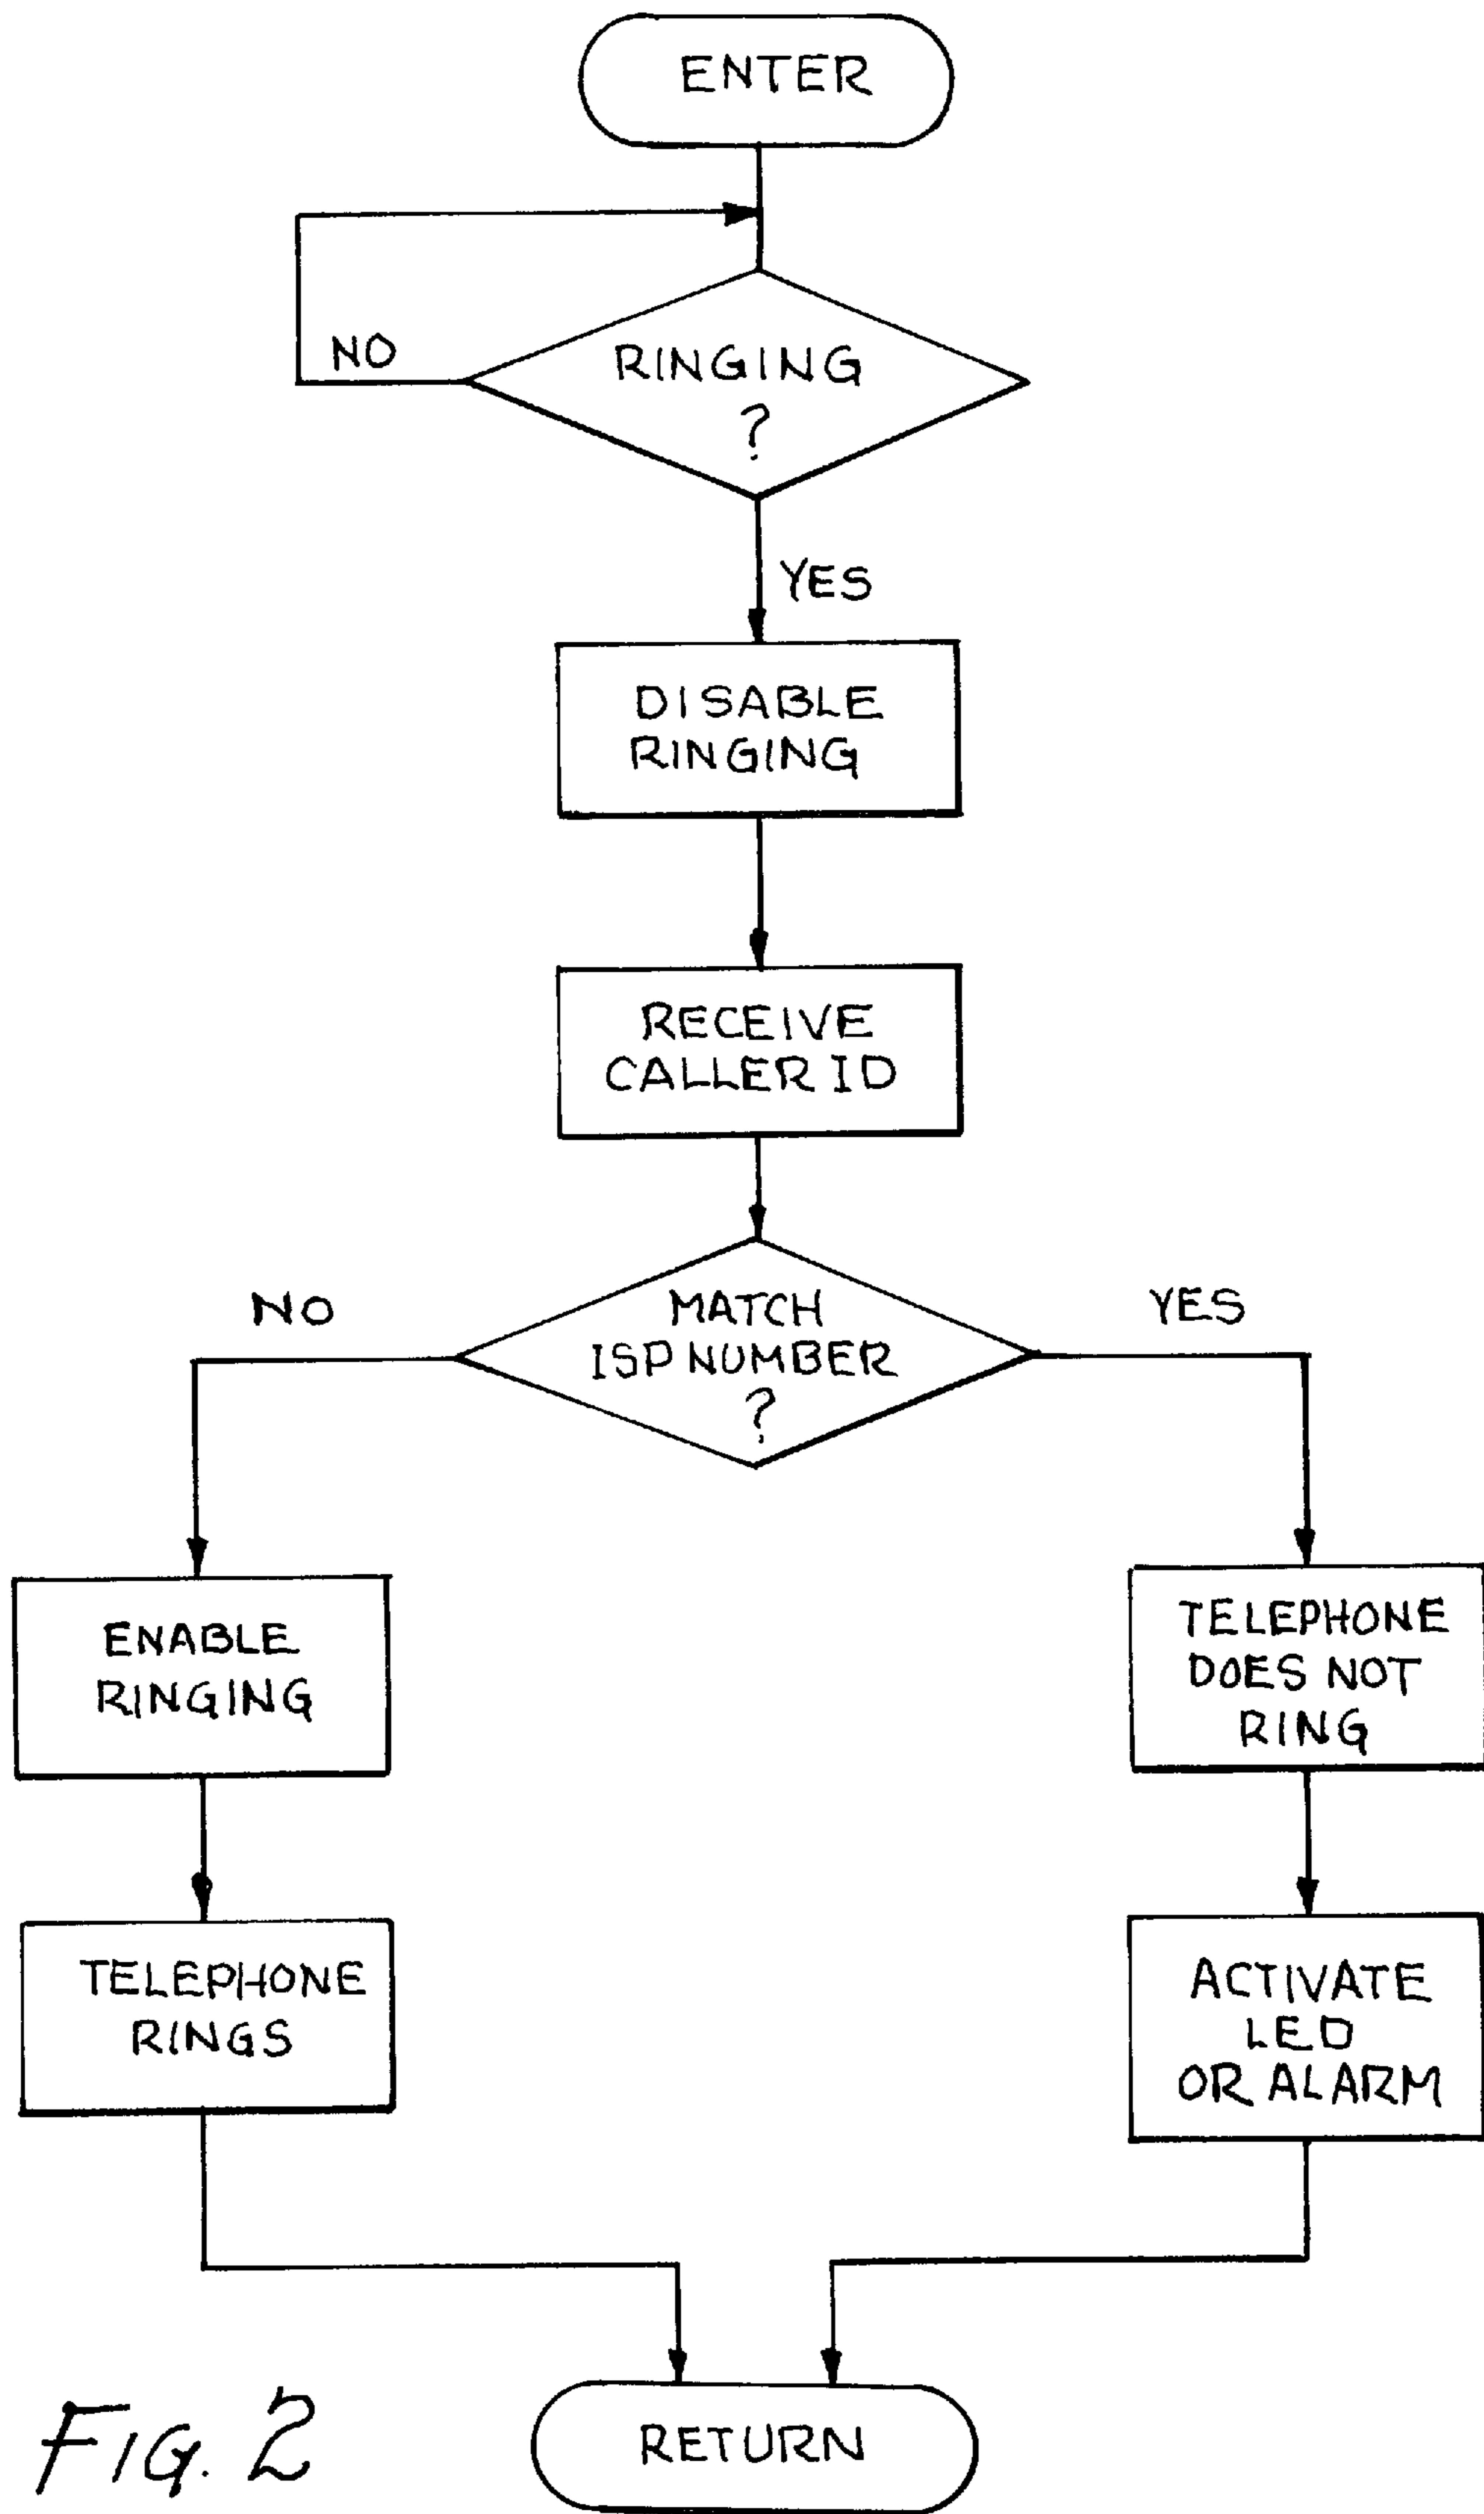 ENTER
NO
RINGING
?
YES
DISABLE
RINGING
RECEIVE
CALLER ID
NO
MATCH
ISP NUMBER
?
YES
ENABLE
RINGING
TELEPHONE
DOES NOT
RING
TELEPHONE
RINGS
ACTIVATE
LED
OR ALARM
RETURN
FIG. 2